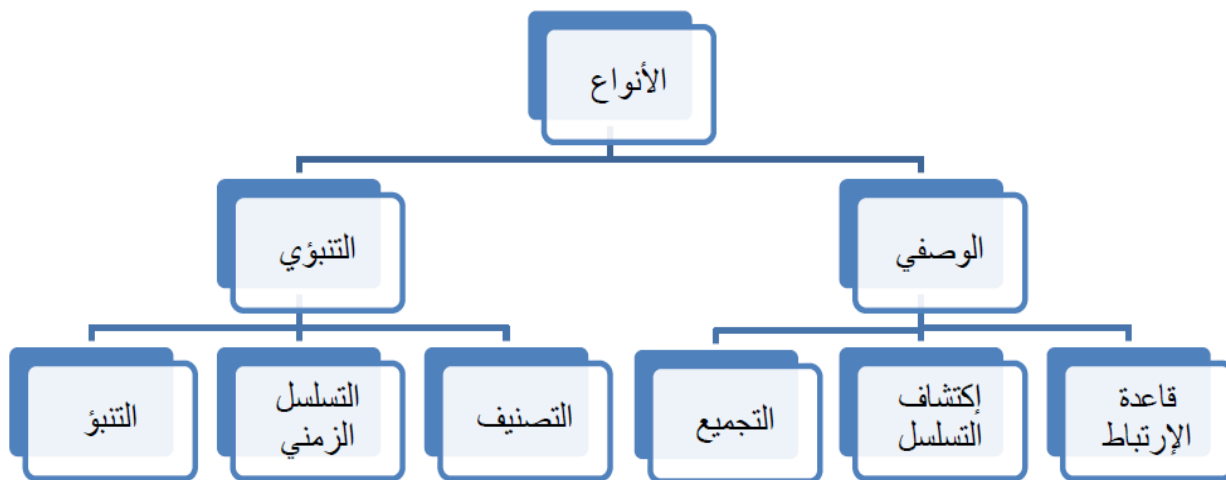 الأنواع
الوصفي
التنبؤي
قاعدة
الإرتباط
إكتشاف
التسلسل
التجميع
التصنيف
التسلسل
الزمني
التنبؤ